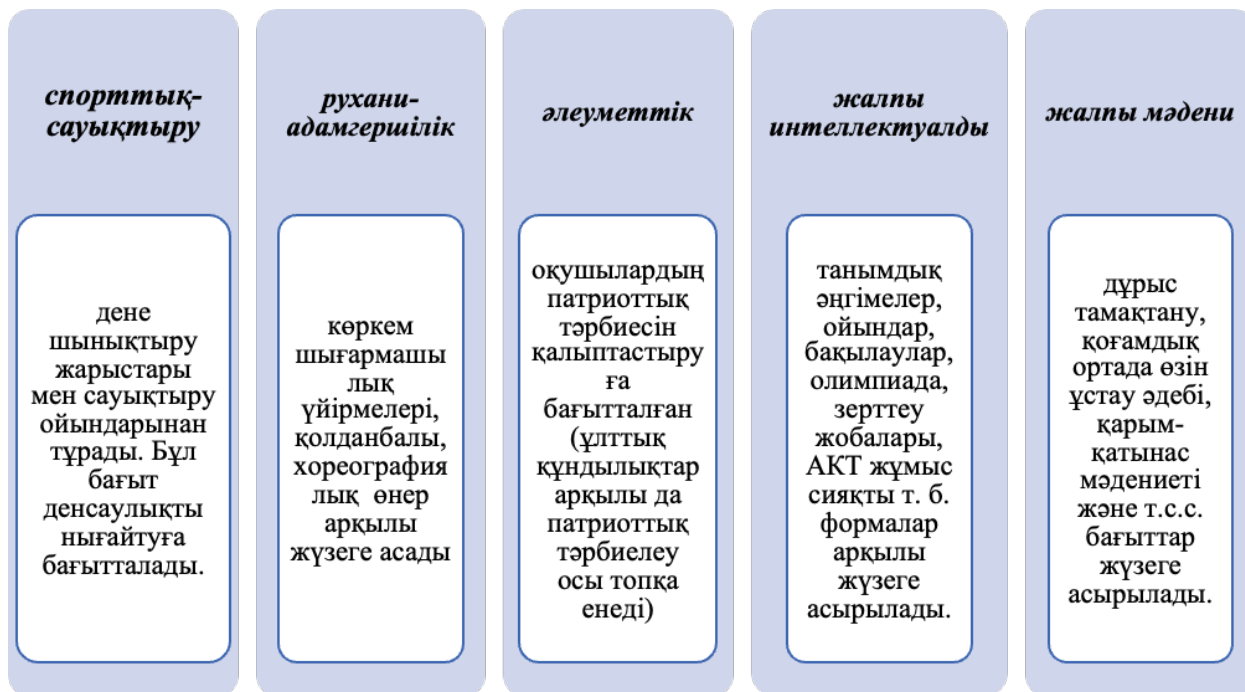 спорттық-
сауықтыру
дене
шынықтыру
жарыстары
мен сауықтыру
ойындарынан
тұрады. Бұл
бағыт
денсаулықты
нығайтуға
бағытталады.
рухани-
адамгершілік
көркем
шығармашы
лық
үйірмелері,
қолданбалы,
хореография
лық өнер
арқылы
жүзеге асады
әлеуметтік
оқушылардың
патриоттық
тәрбиесін
қалыптастыру
ға
бағытталған
(ұлттық
құндылықтар
арқылы да
патриоттық
тәрбиелеу
осы топқа
енеді)
жалпы
интеллектуалды
танымдық
әңгімелер,
ойындар,
бақылаулар,
олимпиада,
зерттеу
жобалары,
АКТ жұмыс
сияқты т. б.
формалар
арқылы
жүзеге
асырылады.
жалпы мәдени
дұрыс
тамақтану,
қоғамдық
ортада өзін
ұстау әдебі,
қарым-
қатынас
мәдениеті
және т.с.с.
бағыттар
жүзеге
асырылады.